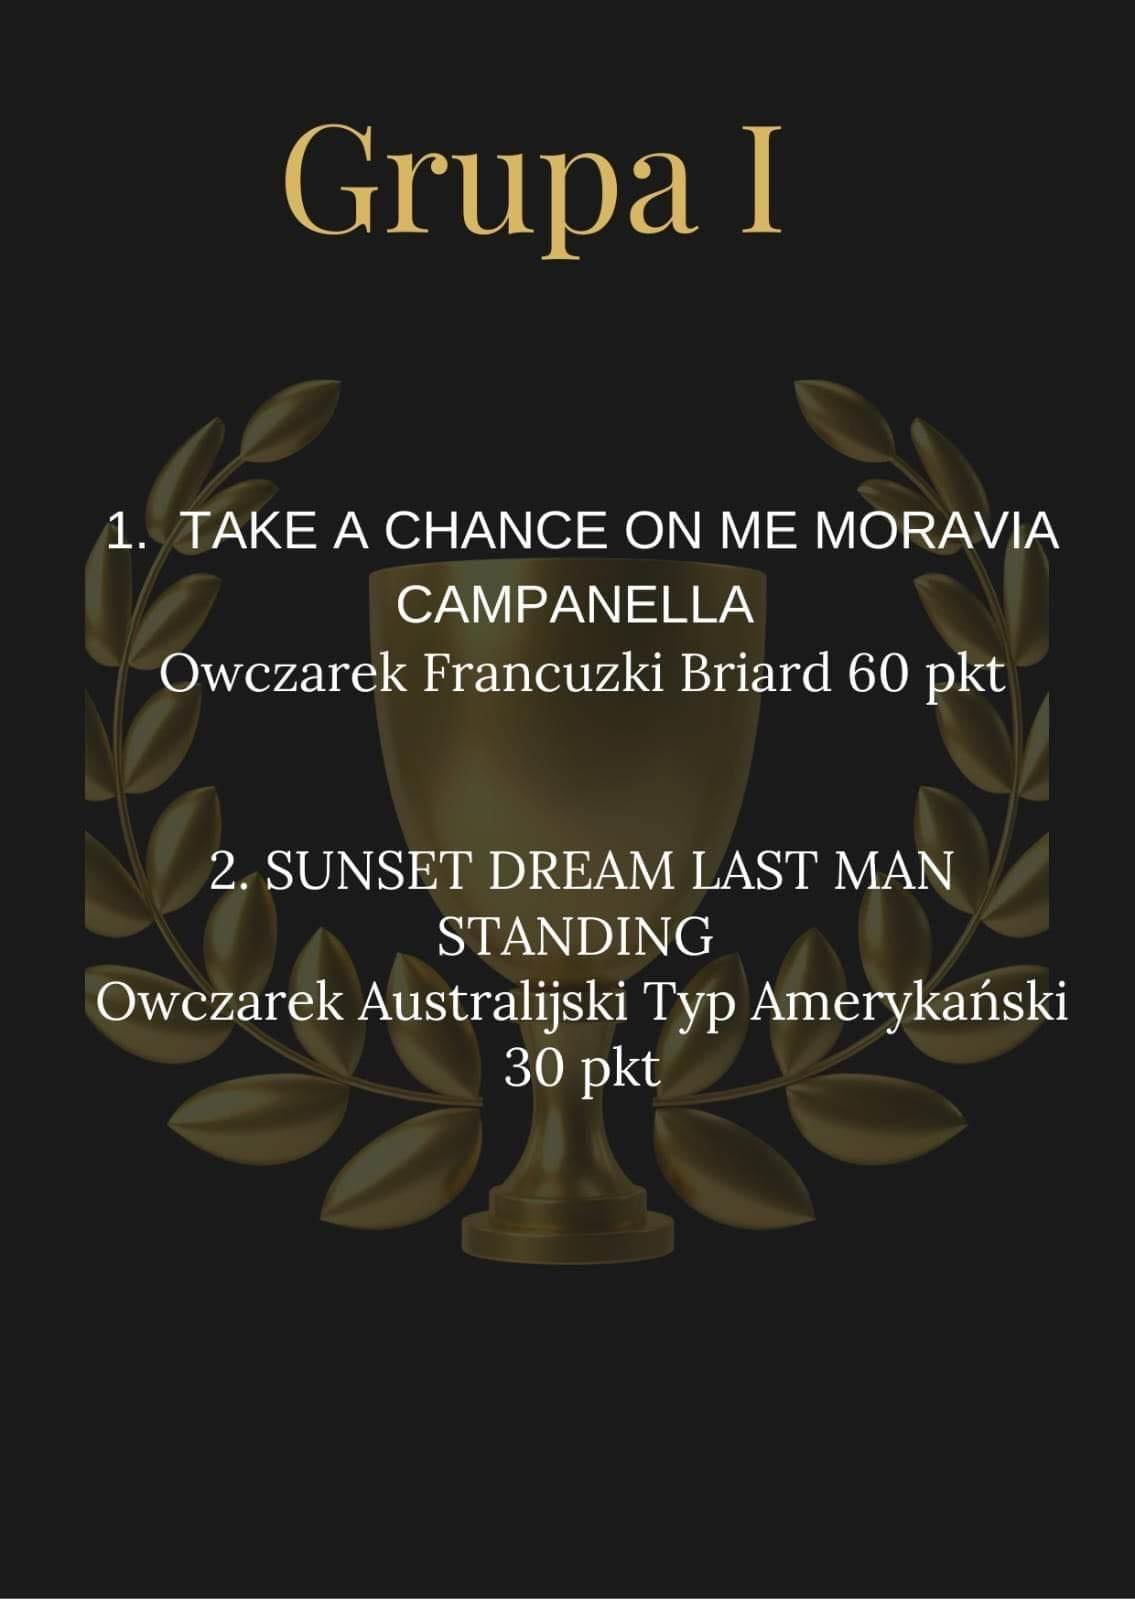 Grupa I
1. TAKE A CHANCE ON ME MORAVIA
CAMPANELLA
Owczarek Francuzki Briard 60 pkt
2. SUNSET DREAM LAST MAN
STANDING
Owczarek Australijski Typ Amerykański
30 pkt